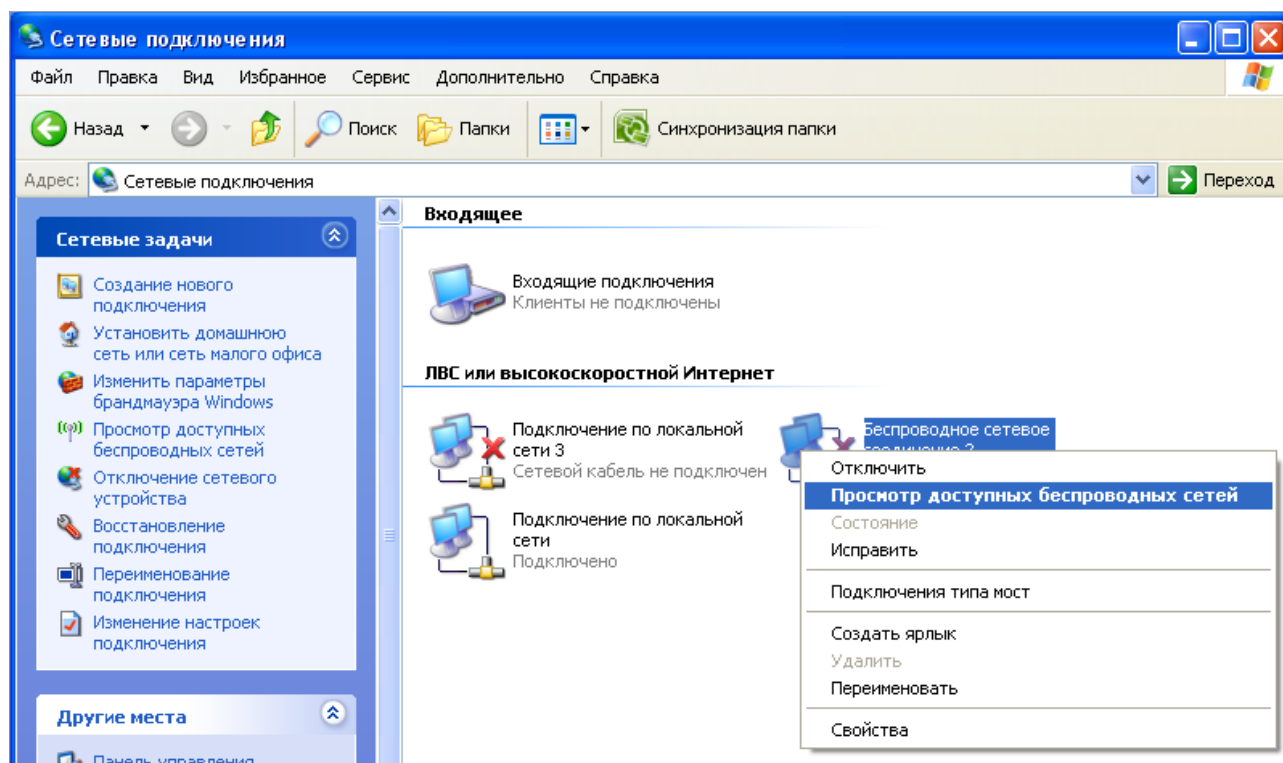 Сетевые подключения
Файл Правка Вид Избранное Сервис Дополнительно Справка
Назад Поиск Папки Синхронизация папки
Адрес: Сетевые подключения Переход
Сетевые задачи
Создание нового
подключения
Установить домашнюю
сеть или сеть малого офиса
Изменить параметры
брандмауэра Windows
Просмотр доступных
беспроводных сетей
Отключение сетевого
устройства
Восстановление
подключения
Переименование
подключения
Изменение настроек
подключения
Другие места
Панель управления
Входящее
Входящие подключения
Клиенты не подключены
ЛВС или высокоскоростной Интернет
Подключение по локальной
сети 3
Сетевой кабель не подключен
Подключение по локальной
сети
Подключено
Беспроводное сетевое
соединение 2
Отключить
Просмотр доступных беспроводных сетей
Состояние
Исправить
Подключения типа мост
Создать ярлык
Удалить
Переименовать
Свойства